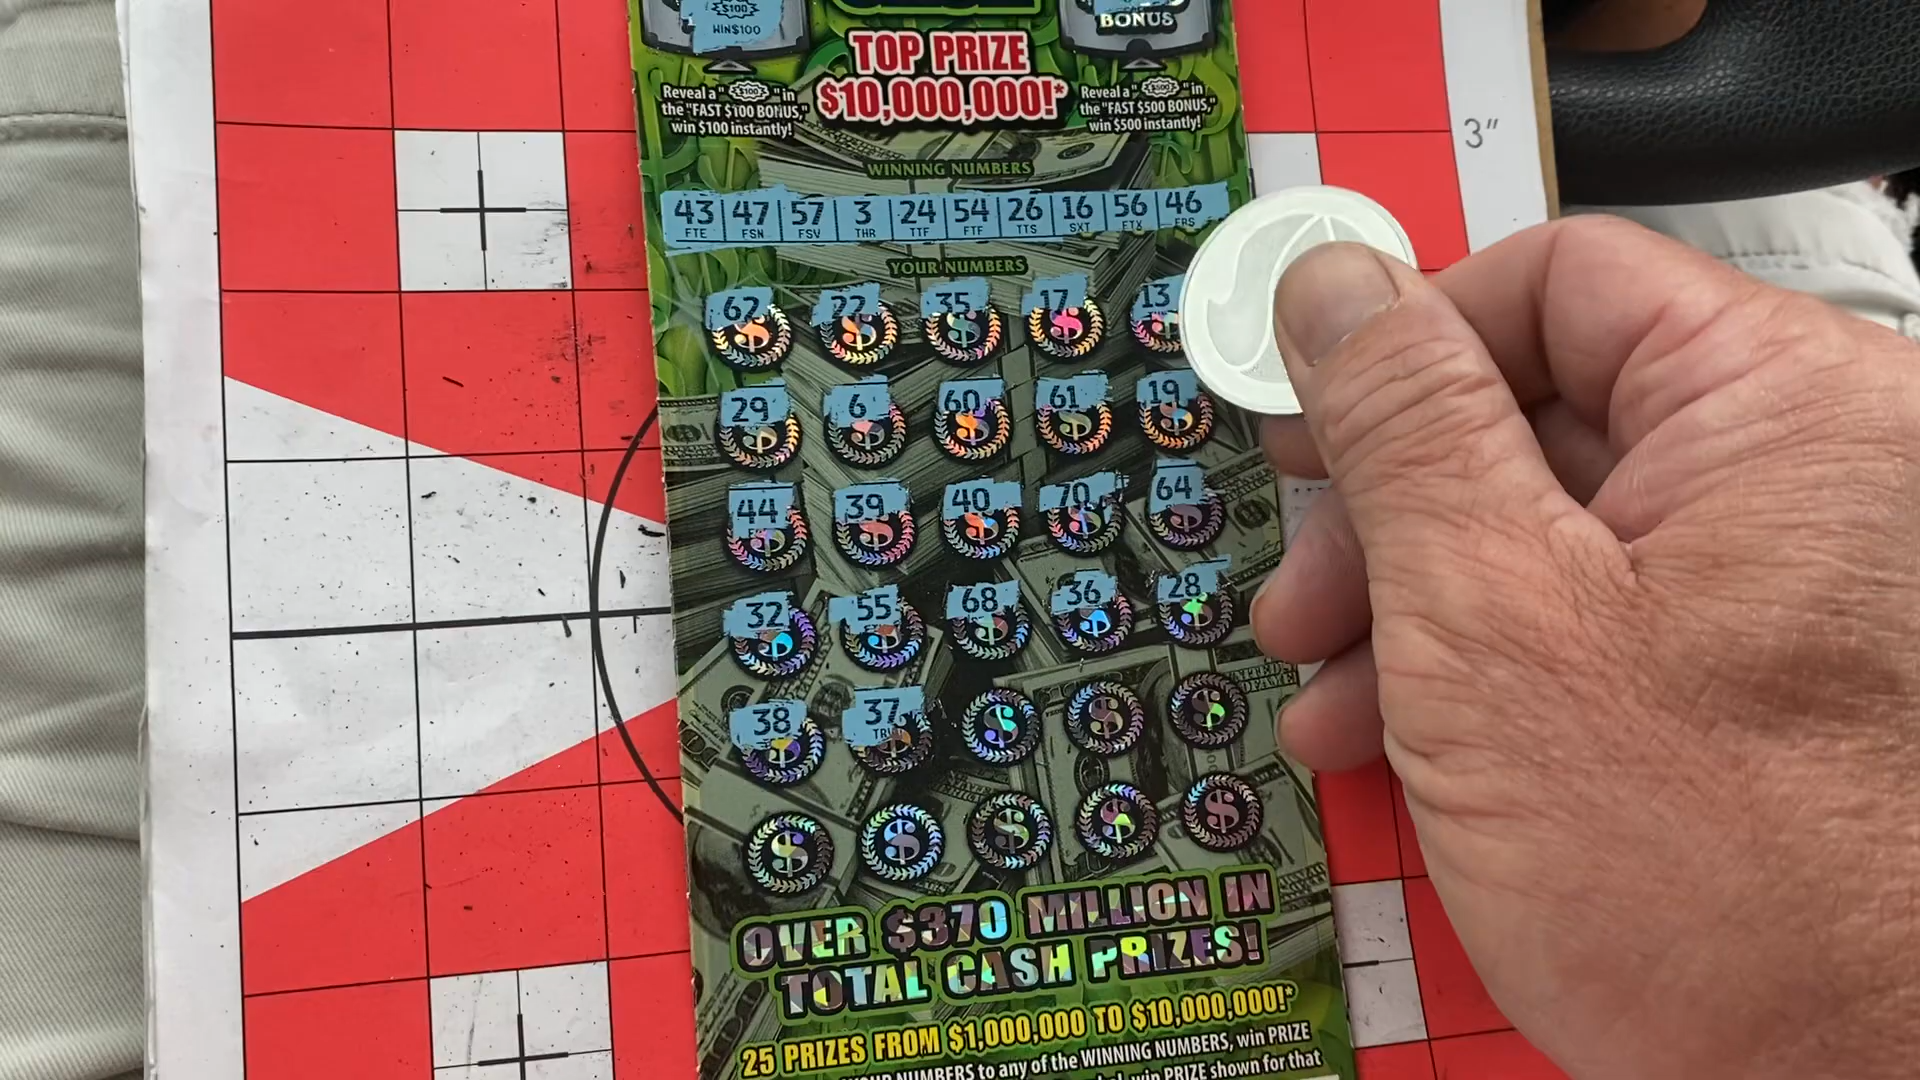 $100
WIN$100
BONUS
TOP PRIZE
$10,000,000!*
Reveal a " $100 " in
the "FAST $100 BONUS,"
win $100 instantly!
Reveal a " $500 " in
the "FAST $500 BONUS,"
win $500 instantly!
3"
WINNING NUMBERS
43 47 57 3 24 54 26 16 56 46
FTE FSN FSV THR TTF FTF TTS SXT FTX FRS
YOUR NUMBERS
62 22 35 17 13
29 6 60 61 19
44 39 40 70 64
32 55 68 36 28
38 37
OVER $370 MILLION IN
TOTAL CASH PRIZES!
25 PRIZES FROM $1,000,000 TO $10,000,000!*
NUMBERS to any of the WINNING NUMBERS, win PRIZE
win PRIZE shown for that